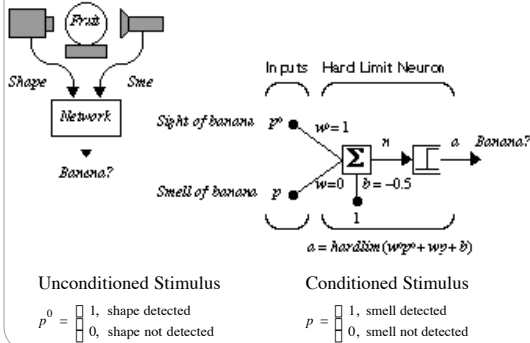 Fruit
Shape
Sme
Network
Banana?
Inputs Hard Limit Neuron
Sight of banana p⁰ w⁰= 1
n a Banana?
Σ
Smell of banana p w=0 b = −0.5
1
a = hardlim(w⁰p⁰ + wp + b)
Unconditioned Stimulus Conditioned Stimulus
p⁰ = 1, shape detected
0, shape not detected
p = 1, smell detected
0, smell not detected